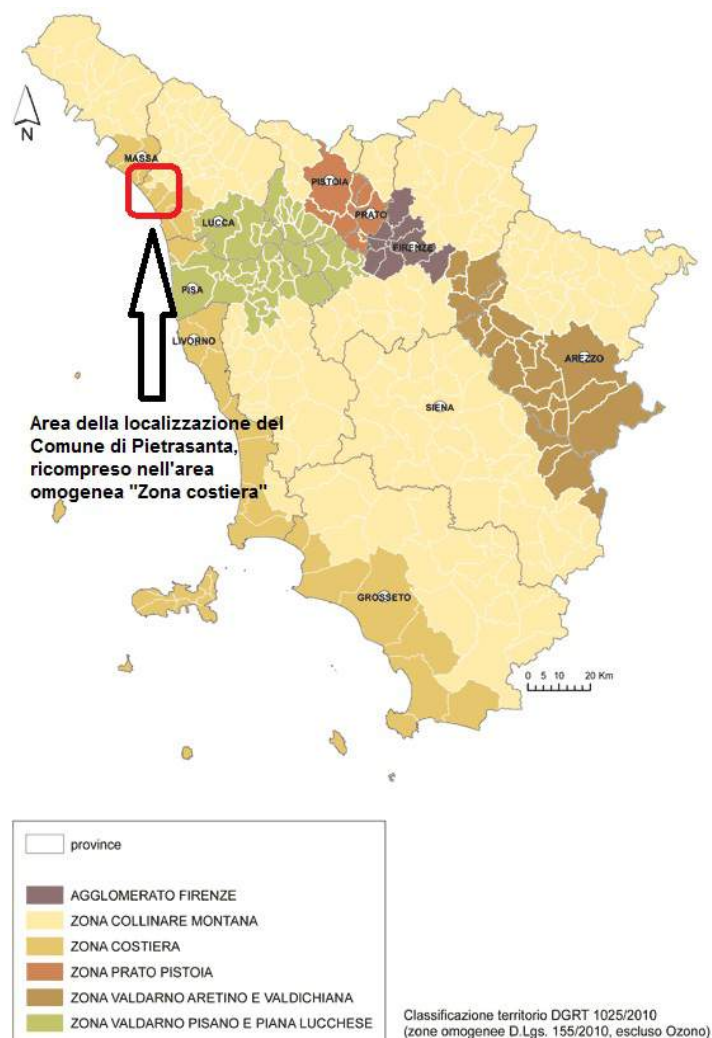 N
MASSA
PISTOIA
PRATO
LUCCA
FIRENZE
PISA
LIVORNO
AREZZO
SIENA
Area della localizzazione del
Comune di Pietrasanta,
ricompreso nell'area
omogenea "Zona costiera"
GROSSETO
0 5 10 20 Km
province
AGGLOMERATO FIRENZE
ZONA COLLINARE MONTANA
ZONA COSTIERA
ZONA PRATO PISTOIA
ZONA VALDARNO ARETINO E VALDICHIANA
ZONA VALDARNO PISANO E PIANA LUCCHESE
Classificazione territorio DGRT 1025/2010
(zone omogenee D.Lgs. 155/2010, escluso Ozono)